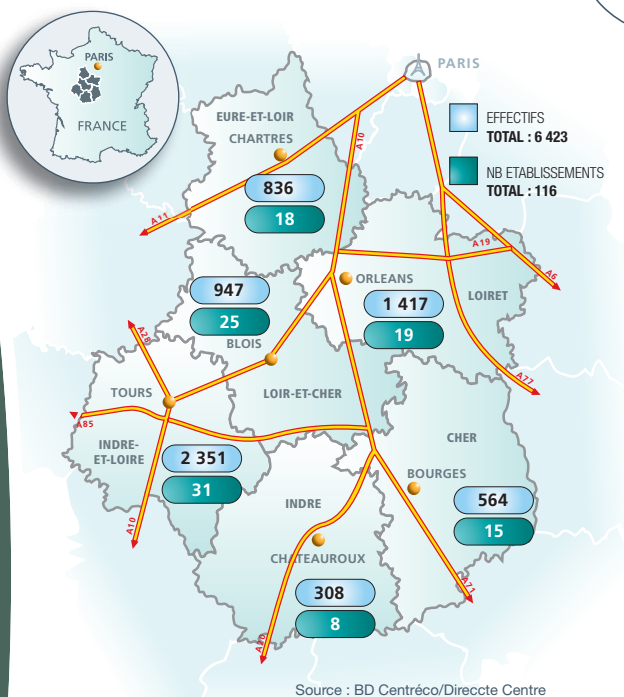 PARIS
FRANCE
PARIS
EFFECTIFS
TOTAL : 6 423
NB ETABLISSEMENTS
TOTAL : 116
EURE-ET-LOIR
CHARTRES
A10
836
18
A11
A19
A6
947
25
BLOIS
ORLEANS
1 417
19
LOIRET
A28
A77
TOURS
LOIR-ET-CHER
A85
INDRE-
ET-LOIRE
CHER
2 351
31
BOURGES
INDRE
564
15
A10
CHATEAUROUX
A71
308
8
A20
Source : BD Centréco/Direccte Centre